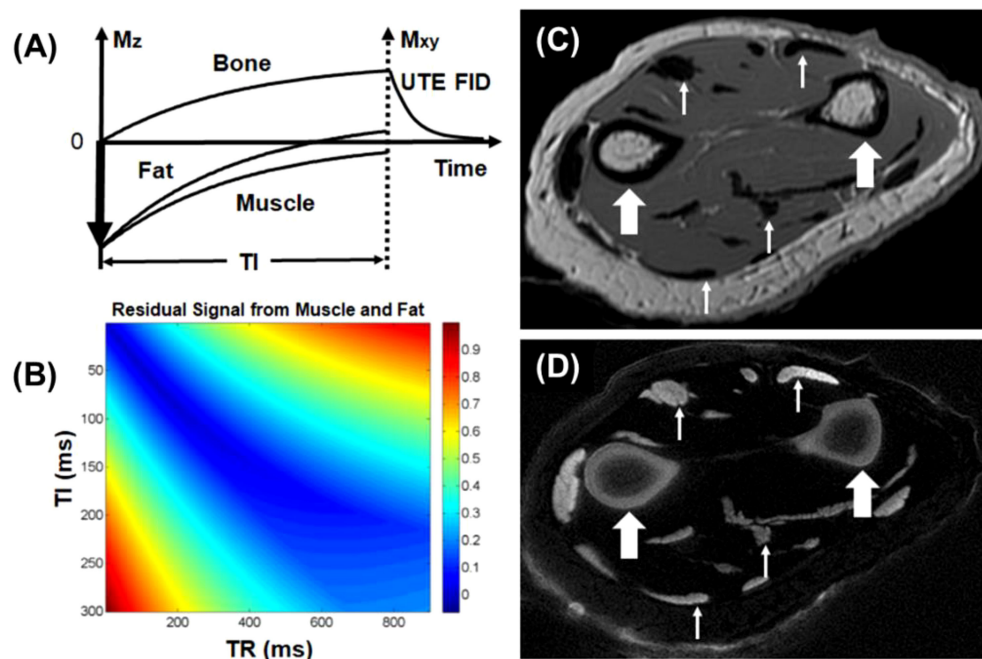 (A)
Mz
Mxy
Bone
UTE FID
0
Time
Fat
Muscle
TI
(B)
Residual Signal from Muscle and Fat
50
100
150
200
250
300
TI (ms)
200 400 600 800
TR (ms)
0.9
0.8
0.7
0.6
0.5
0.4
0.3
0.2
0.1
0
(C)
(D)